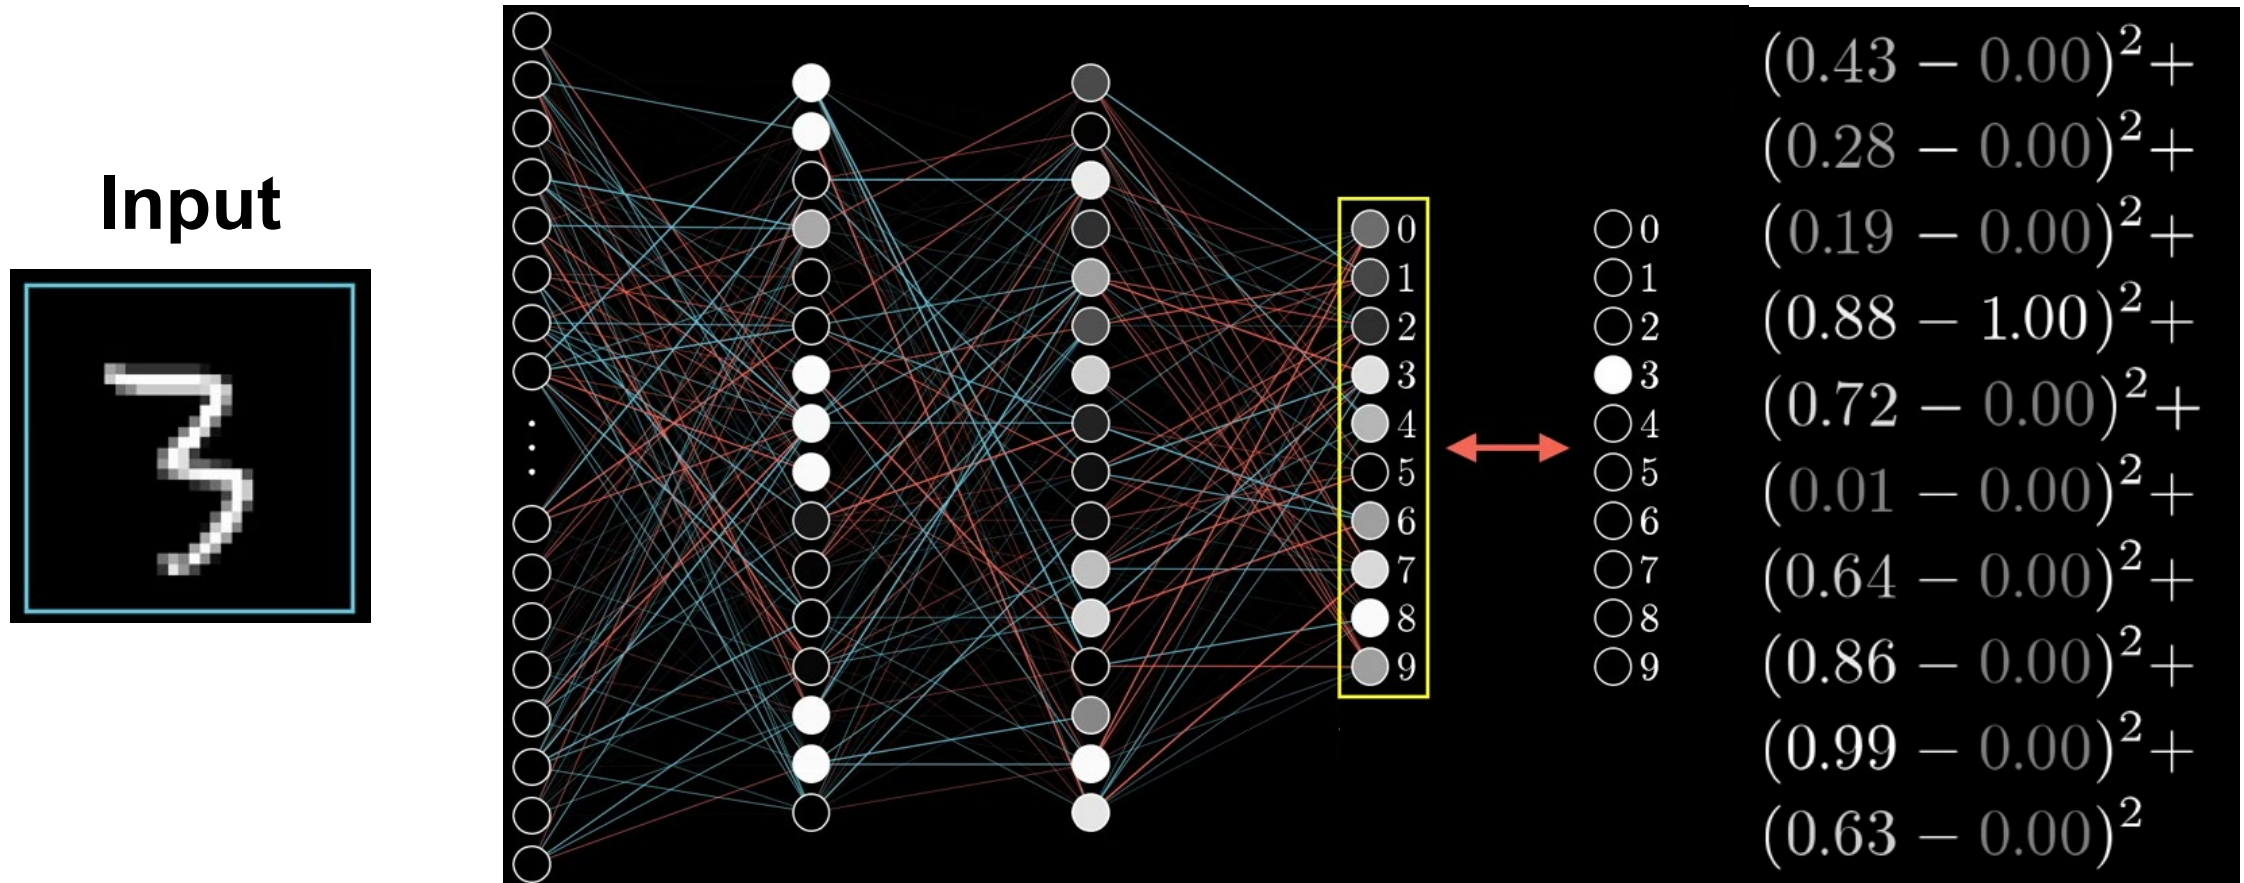 Input
0
1
2
3
4
5
6
7
8
9
0
1
2
3
4
5
6
7
8
9
(0.43 − 0.00)²+
(0.28 − 0.00)²+
(0.19 − 0.00)²+
(0.88 − 1.00)²+
(0.72 − 0.00)²+
(0.01 − 0.00)²+
(0.64 − 0.00)²+
(0.86 − 0.00)²+
(0.99 − 0.00)²+
(0.63 − 0.00)²
3